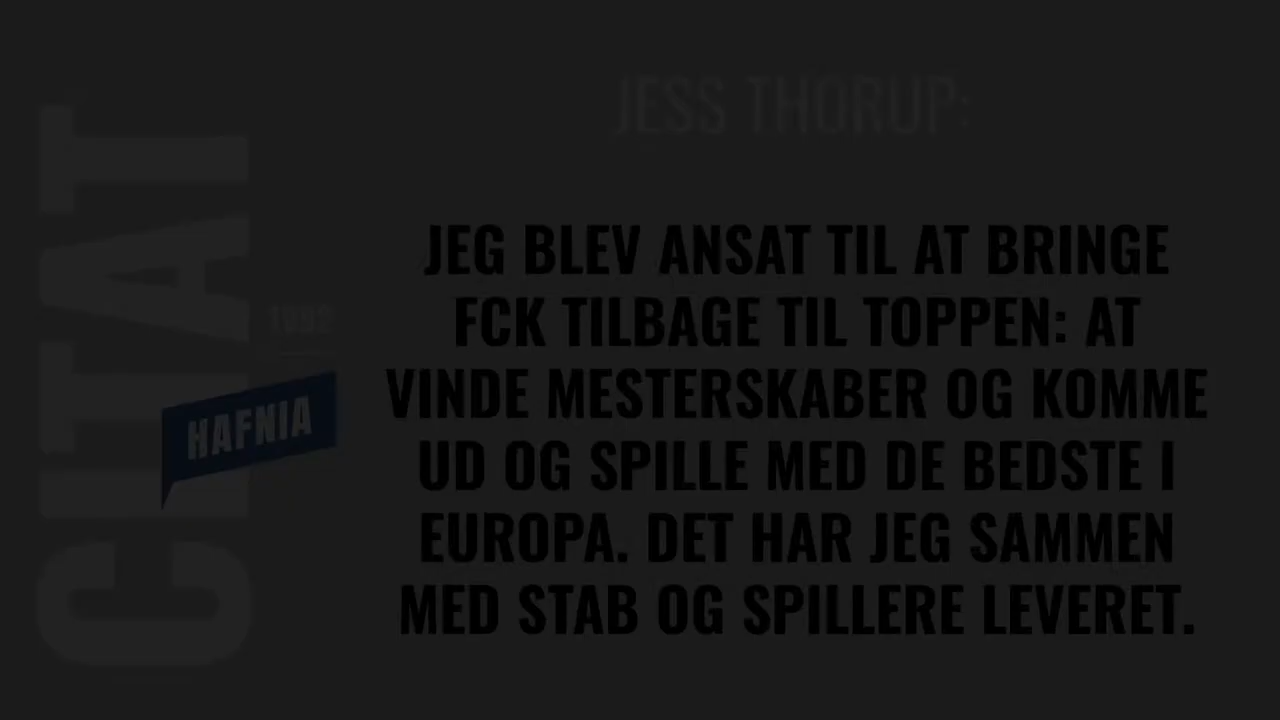 CITAT
1992
HAFNIA
JESS THORUP:
JEG BLEV ANSAT TIL AT BRINGE
FCK TILBAGE TIL TOPPEN: AT
VINDE MESTERSKABER OG KOMME
UD OG SPILLE MED DE BEDSTE I
EUROPA. DET HAR JEG SAMMEN
MED STAB OG SPILLERE LEVERET.